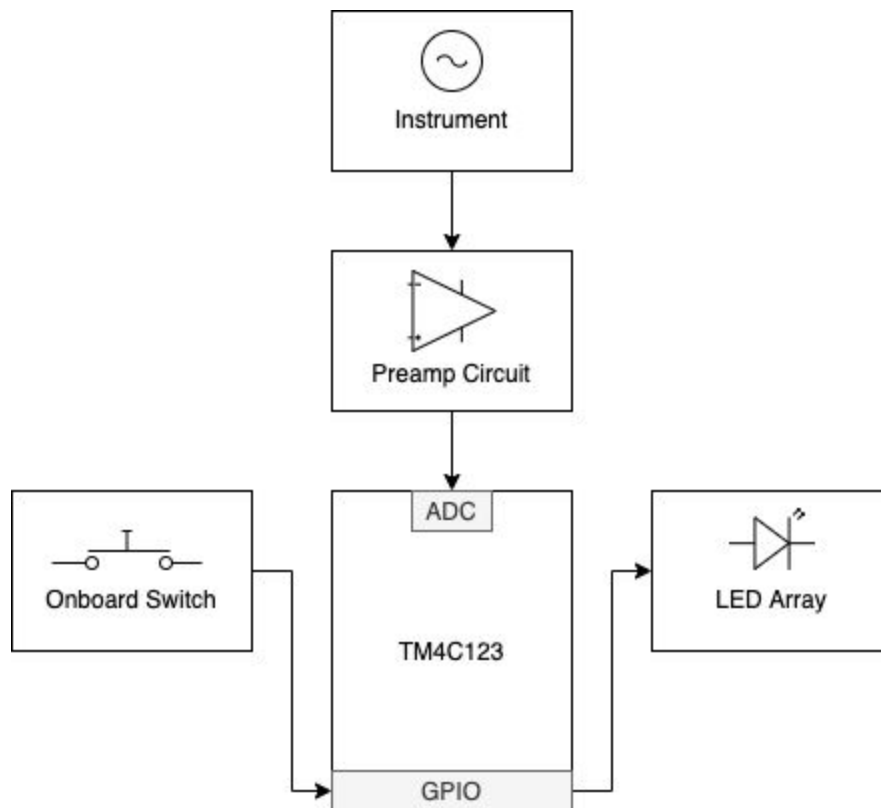 Instrument
Preamp Circuit
ADC
Onboard Switch
LED Array
TM4C123
GPIO